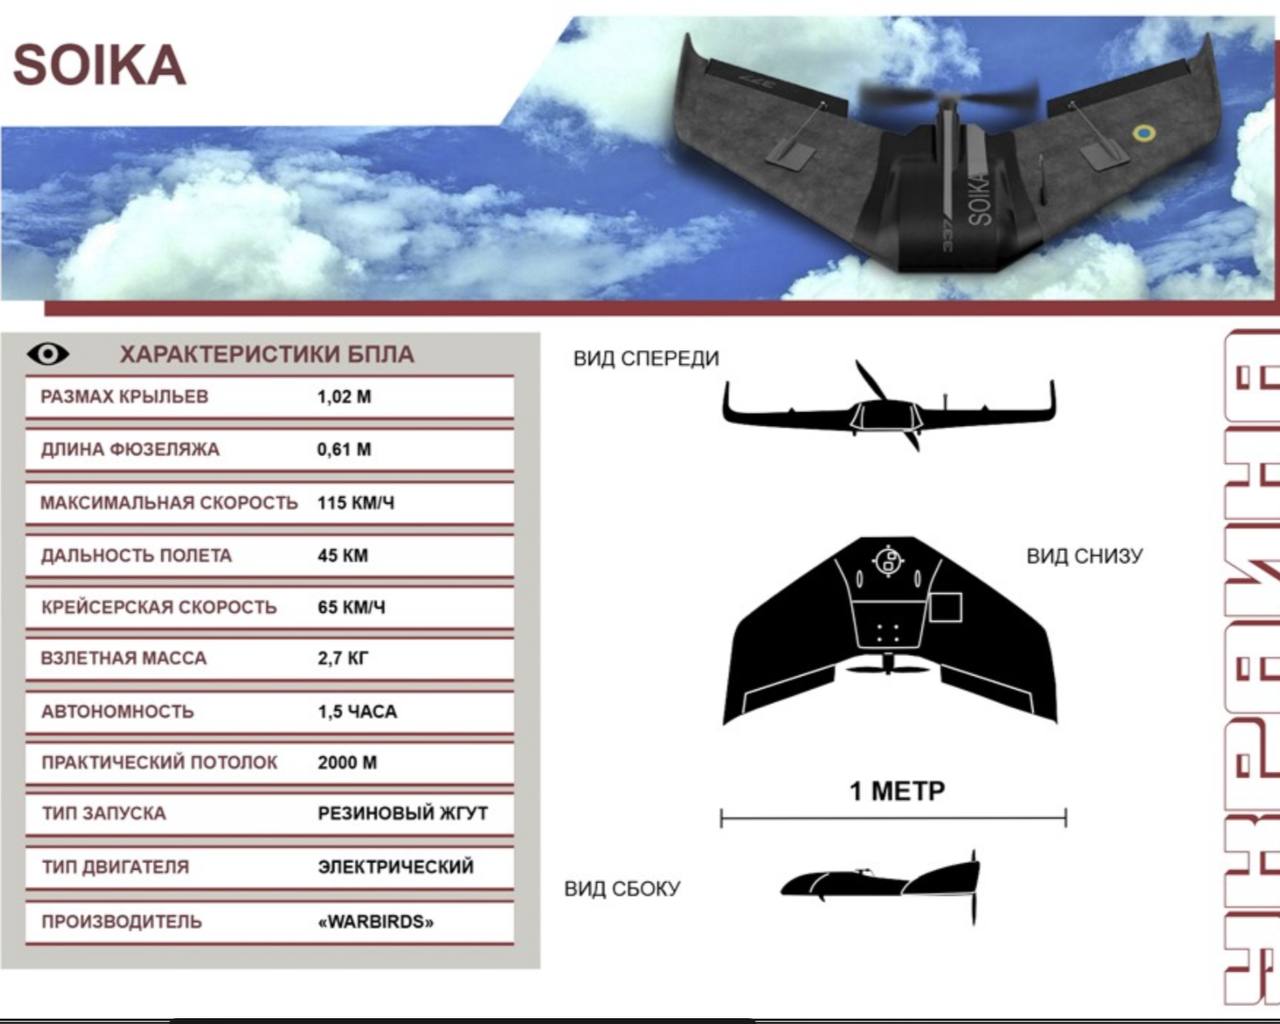 SOIKA
337
337
SOIKA
ХАРАКТЕРИСТИКИ БПЛА
РАЗМАХ КРЫЛЬЕВ 1,02 М
ДЛИНА ФЮЗЕЛЯЖА 0,61 М
МАКСИМАЛЬНАЯ СКОРОСТЬ 115 КМ/Ч
ДАЛЬНОСТЬ ПОЛЕТА 45 КМ
КРЕЙСЕРСКАЯ СКОРОСТЬ 65 КМ/Ч
ВЗЛЕТНАЯ МАССА 2,7 КГ
АВТОНОМНОСТЬ 1,5 ЧАСА
ПРАКТИЧЕСКИЙ ПОТОЛОК 2000 М
ТИП ЗАПУСКА РЕЗИНОВЫЙ ЖГУТ
ТИП ДВИГАТЕЛЯ ЭЛЕКТРИЧЕСКИЙ
ПРОИЗВОДИТЕЛЬ «WARBIRDS»
ВИД СПЕРЕДИ
ВИД СНИЗУ
1 МЕТР
ВИД СБОКУ
УКРАИНА